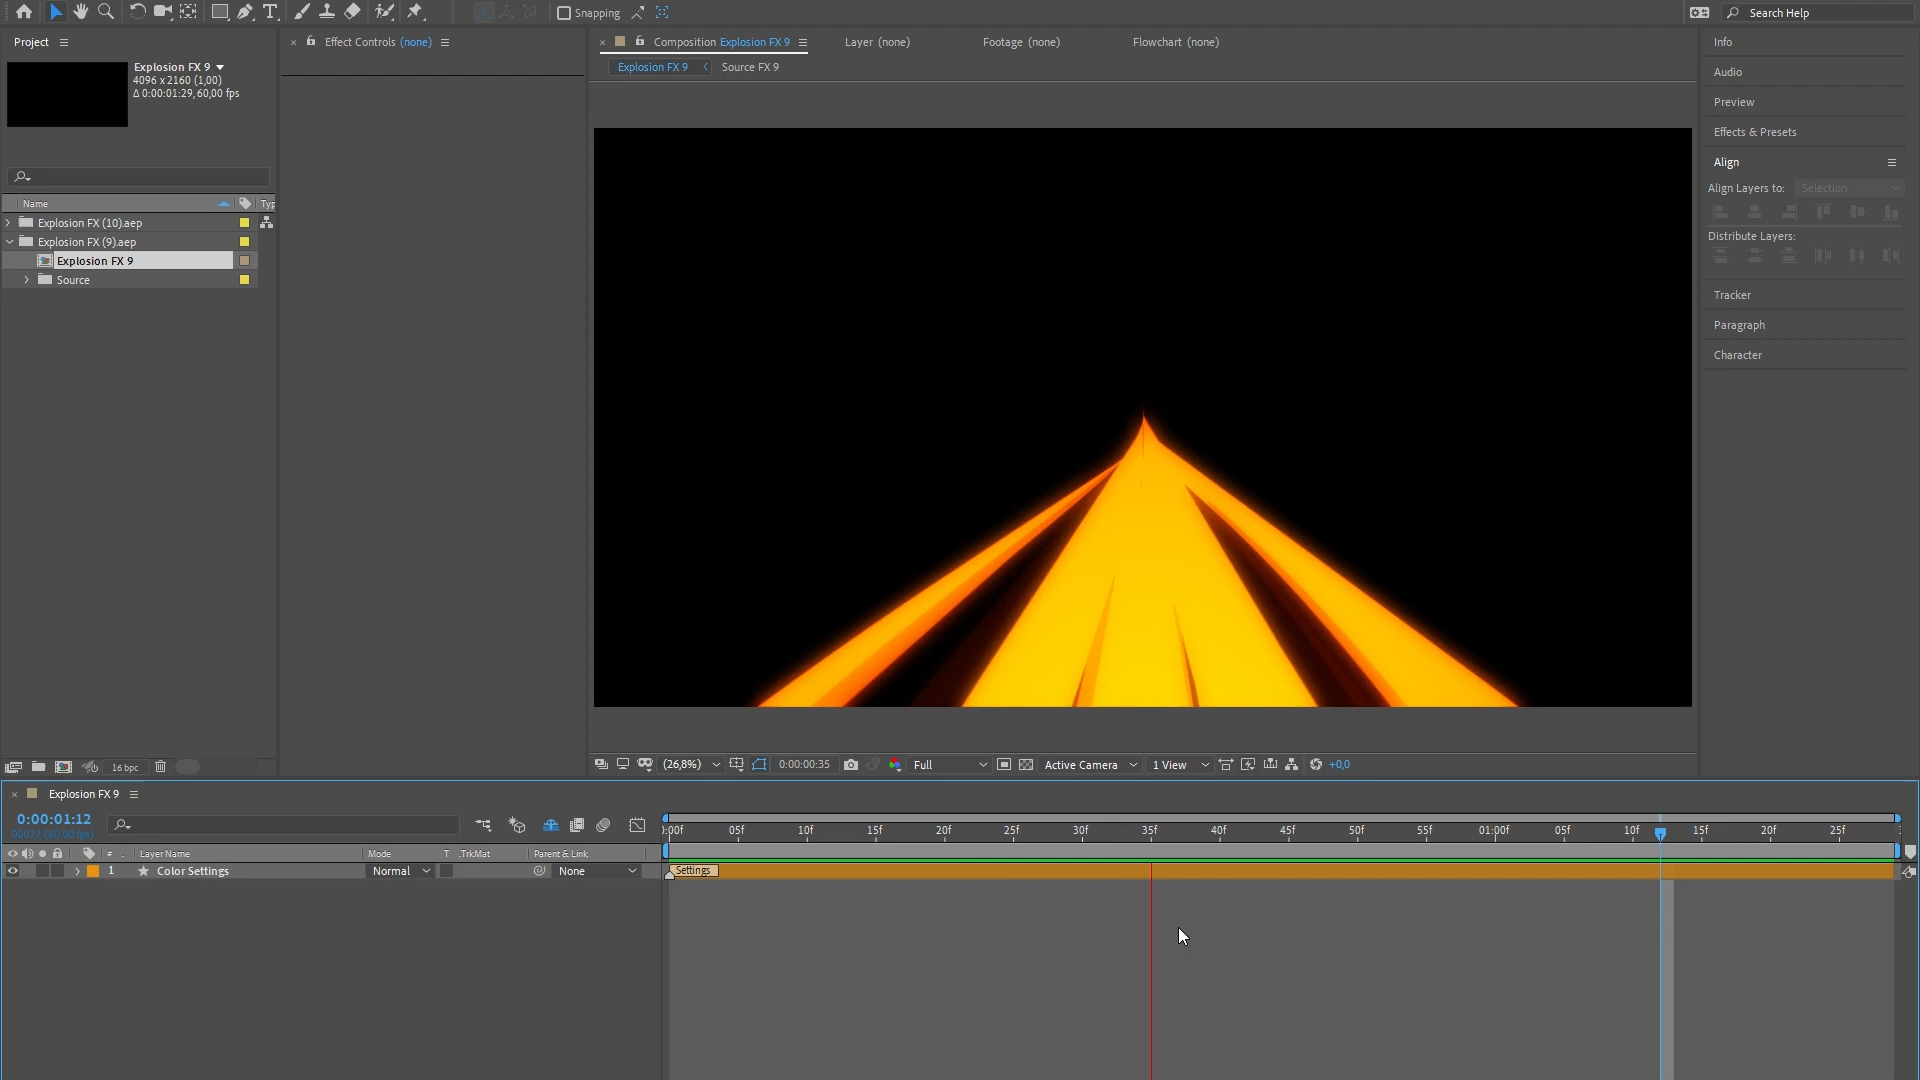 Snapping
Search Help
Project
Effect Controls (none)
Composition Explosion FX 9
Layer (none)
Footage (none)
Flowchart (none)
Info
Explosion FX 9
4096 x 2160 (1,00)
Δ 0:00:01:29, 60,00 fps
Explosion FX 9
Source FX 9
Audio
Preview
Effects & Presets
Align
Align Layers to:
Selection
Distribute Layers:
Tracker
Paragraph
Character
Name
Typ
Explosion FX (10).aep
Explosion FX (9).aep
Explosion FX 9
Source
16 bpc
(26,8%)
0:00:00:35
Full
Active Camera
1 View
+0,0
Explosion FX 9
0:00:01:12
00072 (60.00 fps)
):00f 05f 10f 15f 20f 25f 30f 35f 40f 45f 50f 55f 01:00f 05f 10f 15f 20f 25f
# . Layer Name Mode T .TrkMat Parent & Link
1 Color Settings Normal None
Settings